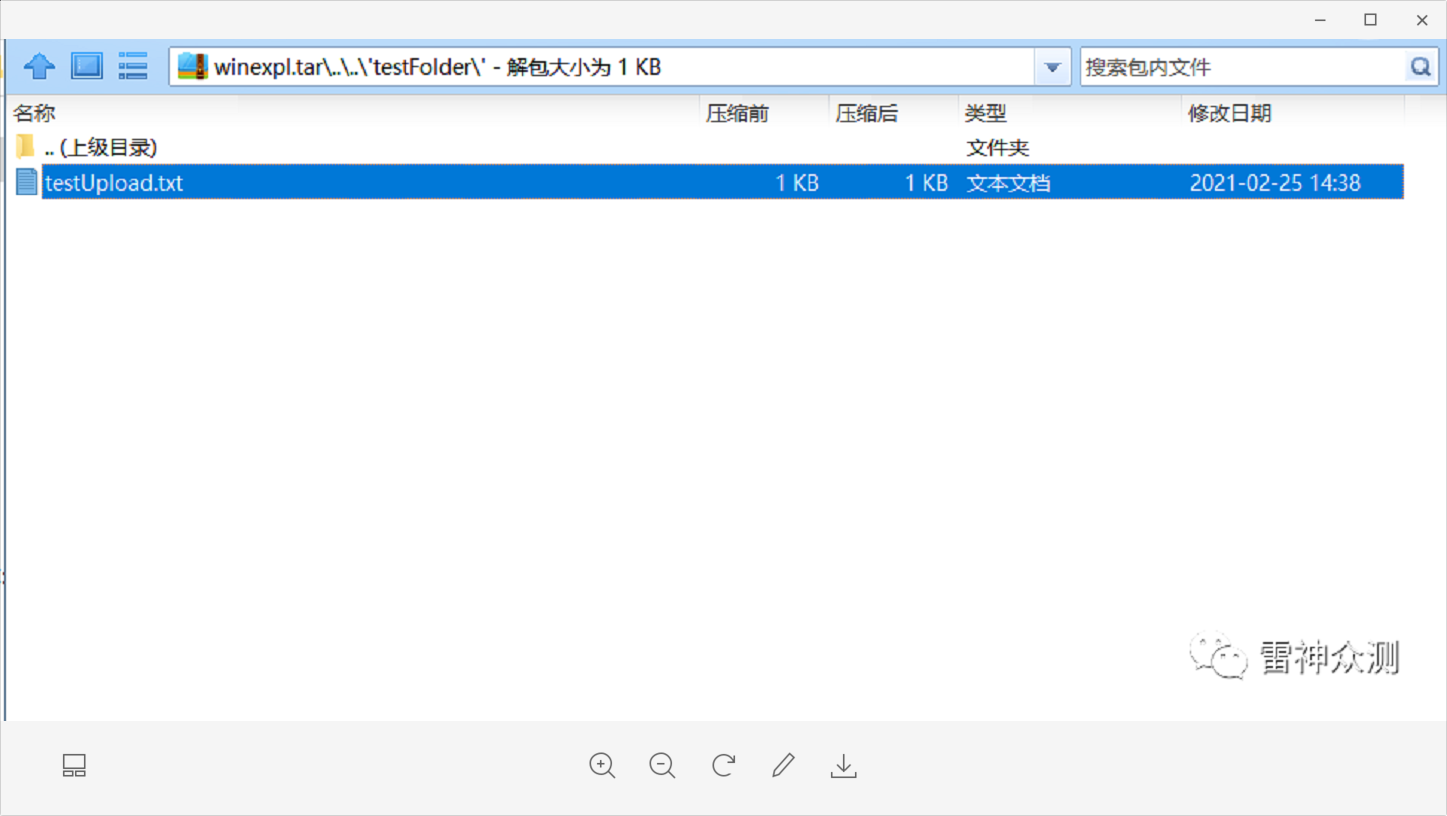 winexpl.tar\..\..\'testFolder\' - 解包大小为 1 KB 搜索包内文件
名称 压缩前 压缩后 类型 修改日期
.. (上级目录) 文件夹
testUpload.txt 1 KB 1 KB 文本文档 2021-02-25 14:38
雷神众测